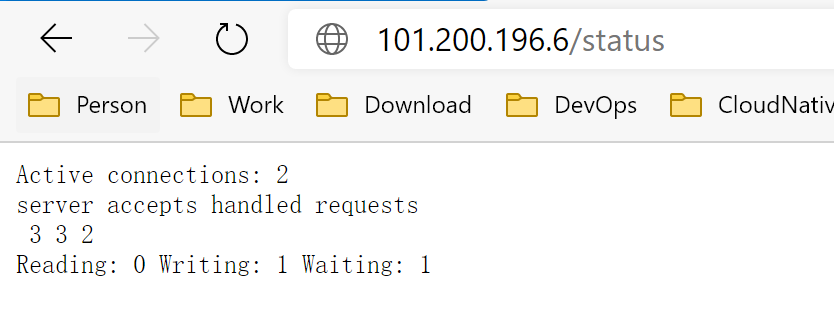 101.200.196.6/status
Person Work Download DevOps CloudNativ
Active connections: 2
server accepts handled requests
3 3 2
Reading: 0 Writing: 1 Waiting: 1